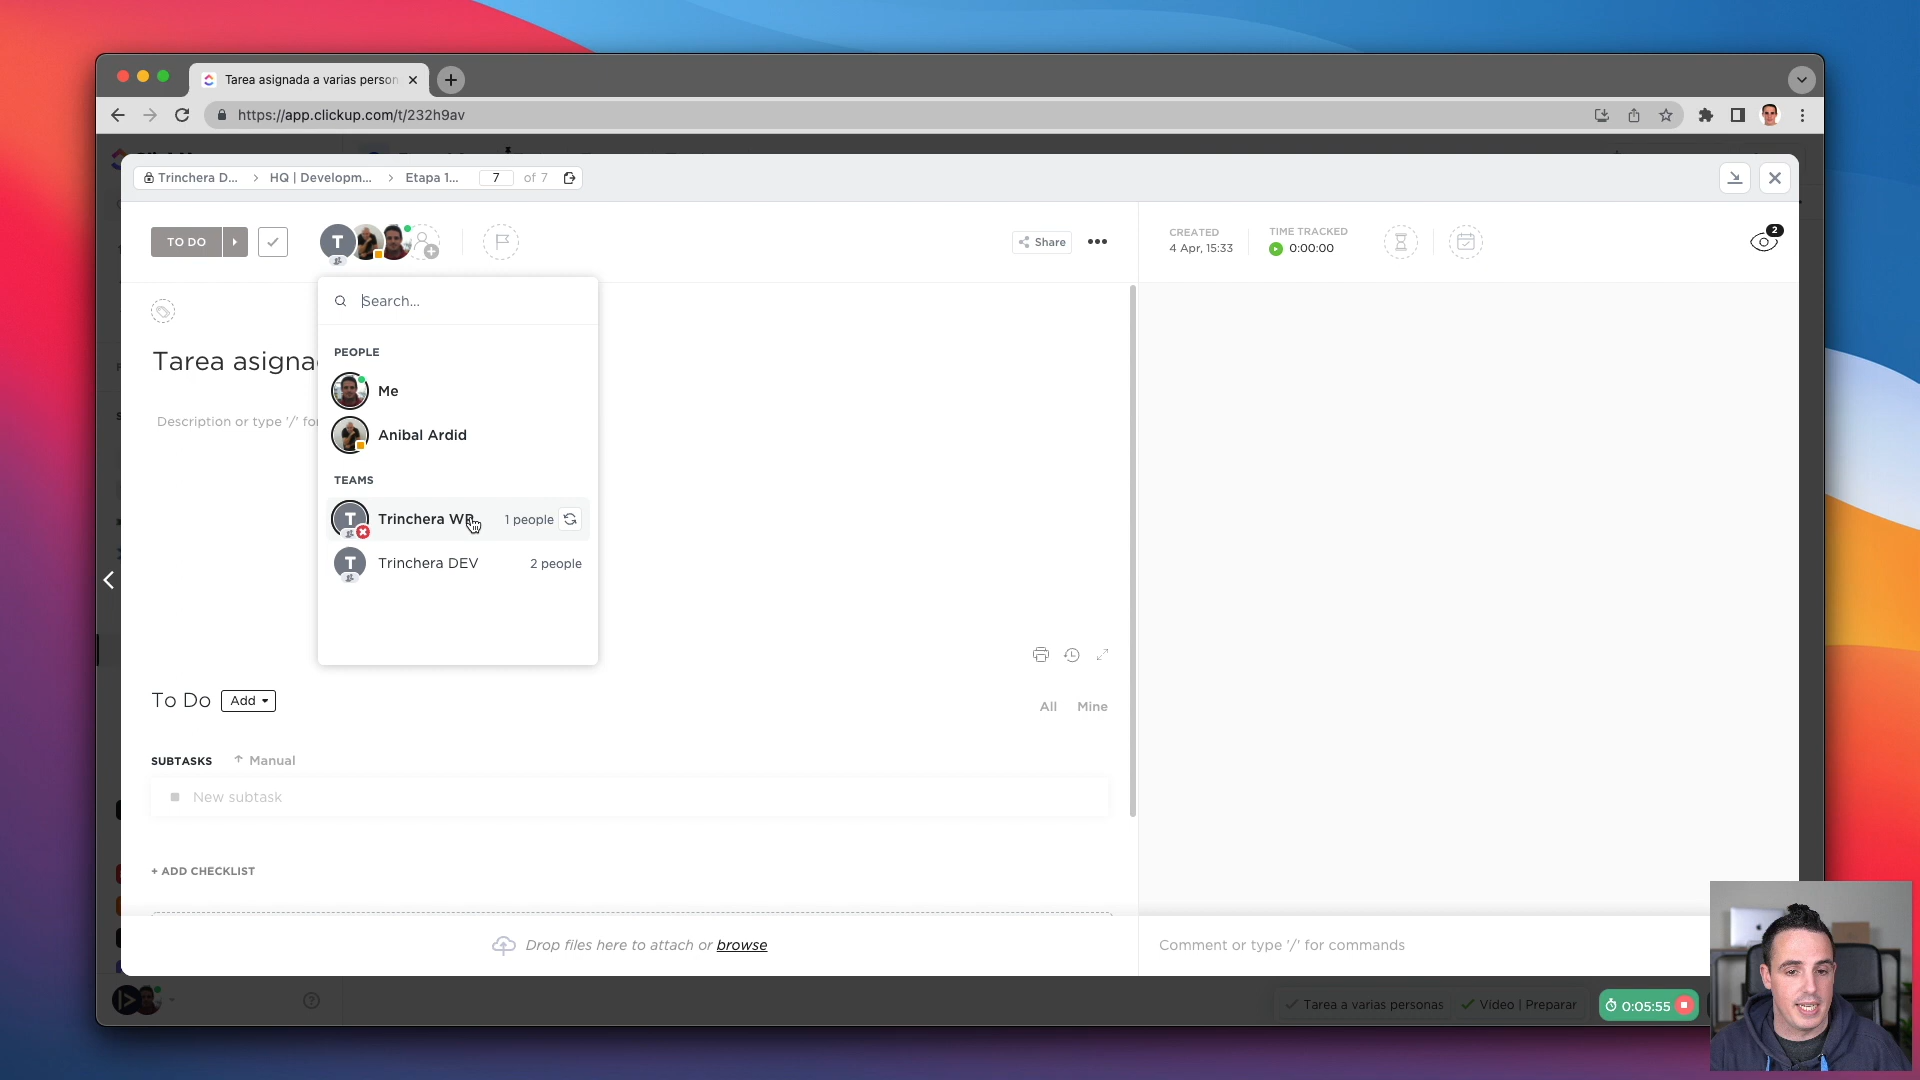 Tarea asignada a varias person
https://app.clickup.com/t/232h9av
Trinchera D... > HQ | Developm... > Etapa 1... 7 of 7
TO DO
T
Share
CREATED
4 Apr, 15:33
TIME TRACKED
0:00:00
2
Search...
Tarea asigna
Description or type '/' fo
PEOPLE
Me
Anibal Ardid
TEAMS
T Trinchera WP 1 people
T Trinchera DEV 2 people
To Do Add
All Mine
SUBTASKS Manual
New subtask
+ ADD CHECKLIST
Drop files here to attach or browse
Comment or type '/' for commands
Tarea a varias personas
Vídeo | Preparar
0:05:55